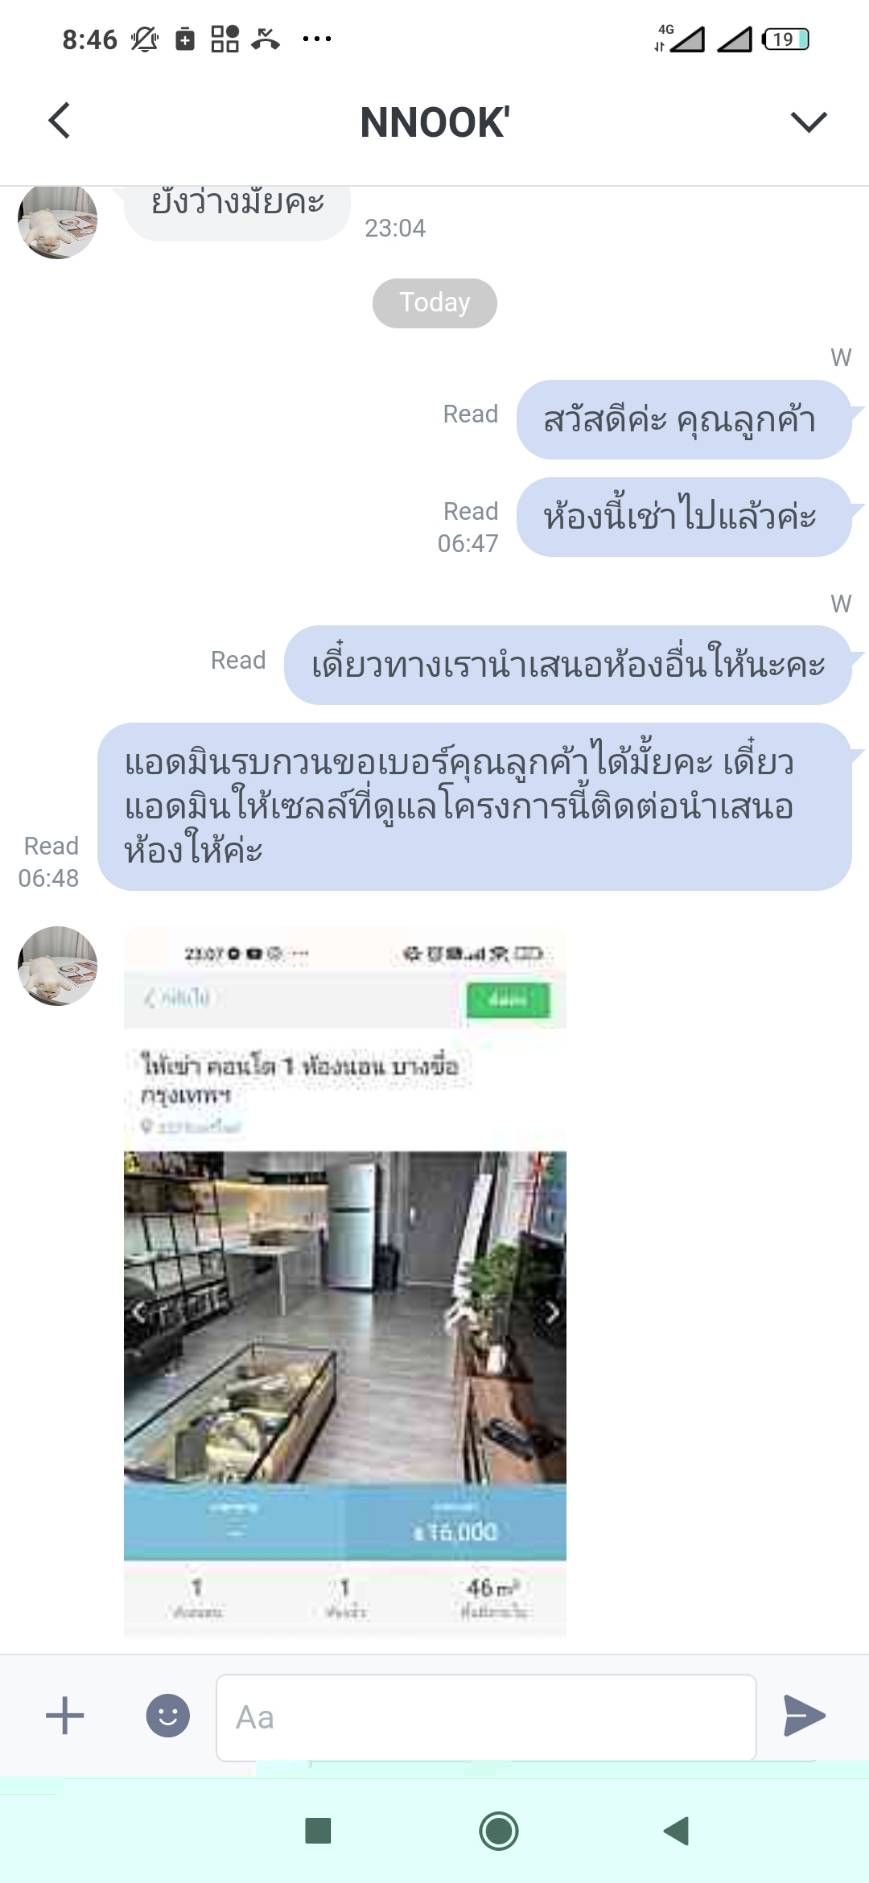 8:46
4G
19
NNOOK'
ยังว่างมั้ยคะ
23:04
Today
W
Read
สวัสดีค่ะ คุณลูกค้า
Read
06:47
ห้องนี้เช่าไปแล้วค่ะ
W
Read
เดี๋ยวทางเรานำเสนอห้องอื่นให้นะคะ
แอดมินรบกวนขอเบอร์คุณลูกค้าได้มั้ยคะ เดี๋ยว
แอดมินให้เซลล์ที่ดูแลโครงการนี้ติดต่อนำเสนอ
ห้องให้ค่ะ
Read
06:48
23:07
กลับไป
ให้เช่า คอนโด 1 ห้องนอน บางซื่อ
กรุงเทพฯ
฿16,000
1
1
46 m²
Aa